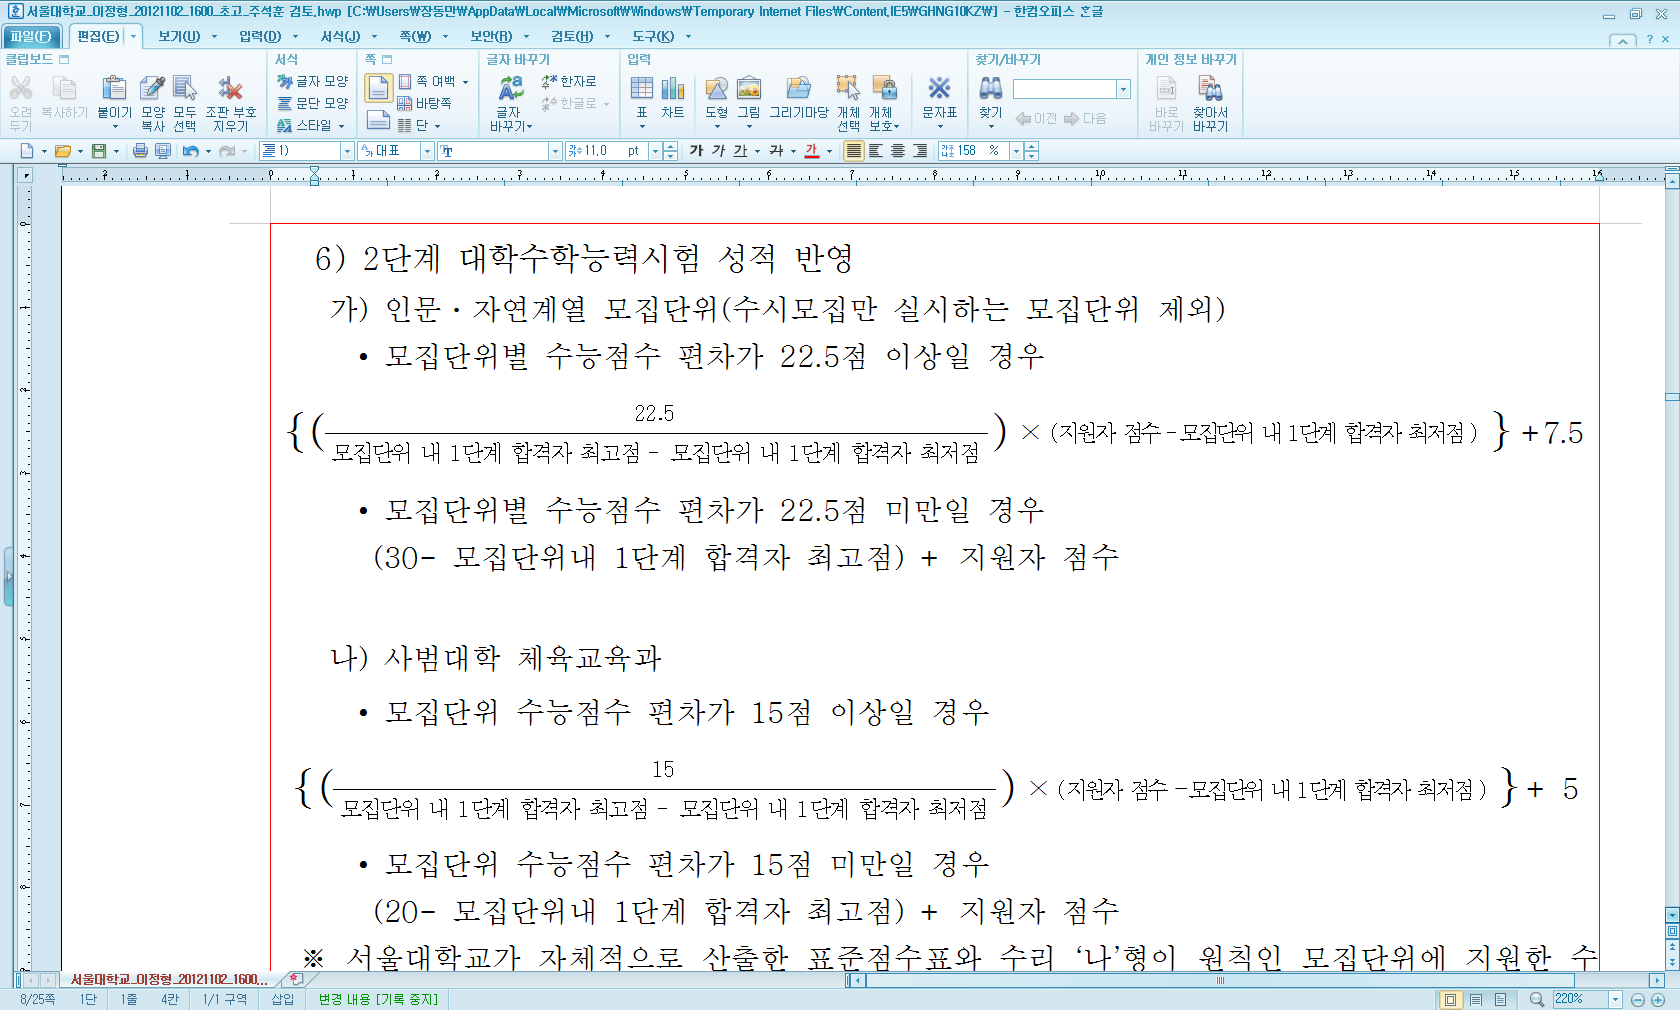 서울대학교_이정형_20121102_1600_초고_주석훈 검토.hwp [C:₩Users₩장동만₩AppData₩Local₩Microsoft₩Windows₩Temporary Internet Files₩Content.IE5₩GHNG10KZ₩] - 한컴오피스 한글
파일(F) 편집(E) 보기(U) 입력(D) 서식(J) 쪽(W) 보안(R) 검토(H) 도구(K)
클립보드 서식 쪽 글자 바꾸기 입력 찾기/바꾸기 개인 정보 바꾸기
글자 모양 쪽 여백 한자로
문단 모양 바탕쪽 한글로
스타일 단
오려 두기 복사하기 붙이기 모양 복사 모두 선택 조판 부호 지우기 글자 바꾸기 표 차트 도형 그림 그리기마당 개체 선택 개체 보호 문자표 찾기 이전 다음 바로 바꾸기 찾아서 바꾸기
1) 대표 11.0 pt 가 가 가 가 가 158 %
2 1 0 1 2 3 4 5 6 7 8 9 10 11 12 13 14 15 16
6) 2단계 대학수학능력시험 성적 반영
가) 인문·자연계열 모집단위(수시모집만 실시하는 모집단위 제외)
• 모집단위별 수능점수 편차가 22.5점 이상일 경우
22.5
{( ) × (지원자 점수 - 모집단위 내 1단계 합격자 최저점) } + 7.5
모집단위 내 1단계 합격자 최고점 - 모집단위 내 1단계 합격자 최저점
• 모집단위별 수능점수 편차가 22.5점 미만일 경우
(30- 모집단위내 1단계 합격자 최고점) + 지원자 점수
나) 사범대학 체육교육과
• 모집단위 수능점수 편차가 15점 이상일 경우
15
{( ) × (지원자 점수 - 모집단위 내 1단계 합격자 최저점) } + 5
모집단위 내 1단계 합격자 최고점 - 모집단위 내 1단계 합격자 최저점
• 모집단위 수능점수 편차가 15점 미만일 경우
(20- 모집단위내 1단계 합격자 최고점) + 지원자 점수
※ 서울대학교가 자체적으로 산출한 표준점수표와 수리 ‘나’형이 원칙인 모집단위에 지원한 수
서울대학교_이정형_20121102_1600...
8/25쪽 1단 1줄 4칸 1/1 구역 삽입 변경 내용 [기록 중지] 220%